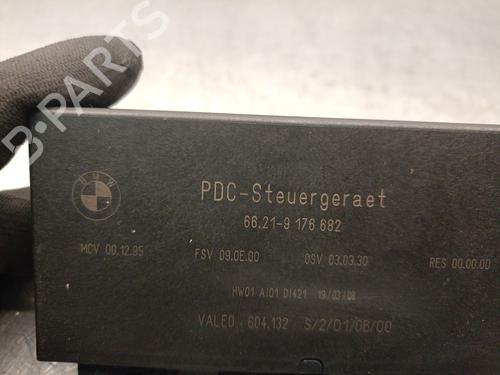 B-PARTS
BMW
PDC-Steuergeraet
66.21-9 176 682
MCV 00.12.95 FSV 09.0E.00 OSV 03.03.30 RES 00.00.00
HW01 AI01 DI421 19/03/08
VALEO - 604.132 S/2/01/0B/00